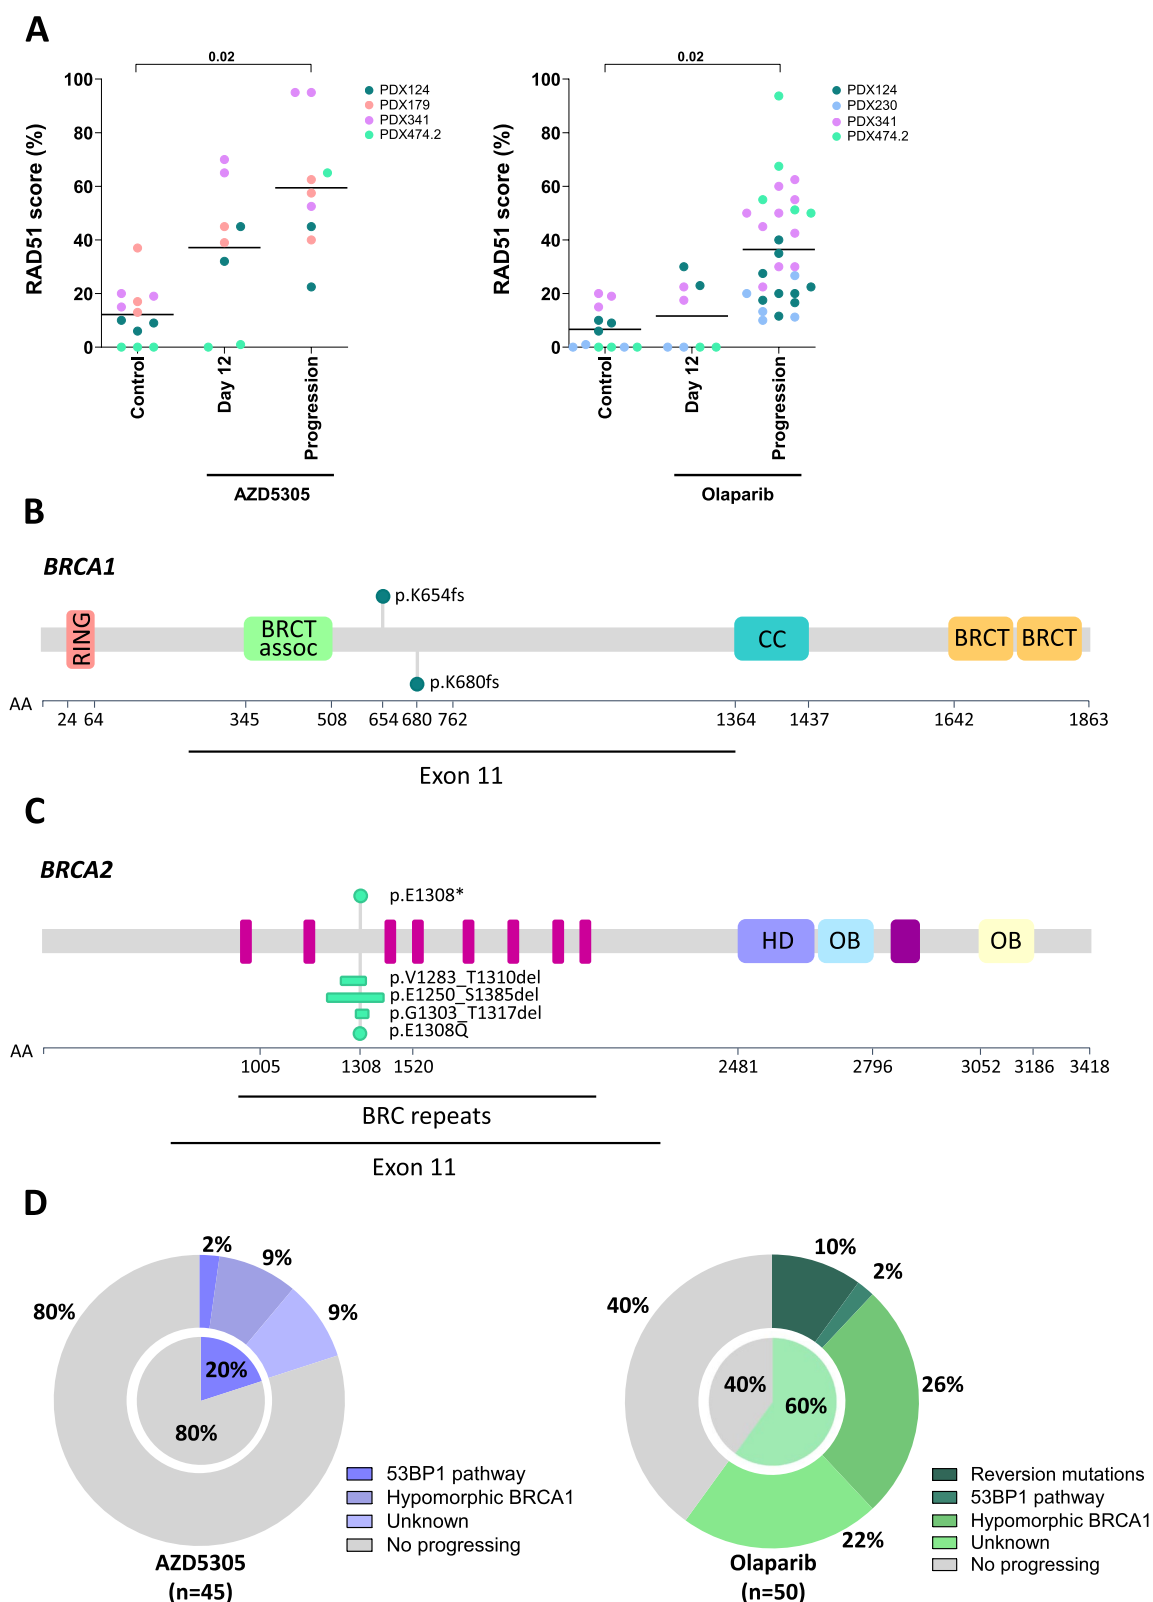 A
0.02
100
80
60
40
20
0
RAD51 score (%)
Control
Day 12
Progression
AZD5305
PDX124
PDX179
PDX341
PDX474.2
0.02
100
80
60
40
20
0
RAD51 score (%)
Control
Day 12
Progression
Olaparib
PDX124
PDX230
PDX341
PDX474.2
B
BRCA1
p.K654fs
RING
BRCT
assoc
CC
BRCT
BRCT
p.K680fs
AA
24 64 345 508 654 680 762 1364 1437 1642 1863
Exon 11
C
BRCA2
p.E1308*
HD
OB
OB
p.V1283_T1310del
p.E1250_S1385del
p.G1303_T1317del
p.E1308Q
AA
1005 1308 1520 2481 2796 3052 3186 3418
BRC repeats
Exon 11
D
2%
9%
9%
80%
20%
80%
53BP1 pathway
Hypomorphic BRCA1
Unknown
No progressing
AZD5305
(n=45)
10%
2%
40%
26%
40%
60%
22%
Reversion mutations
53BP1 pathway
Hypomorphic BRCA1
Unknown
No progressing
Olaparib
(n=50)